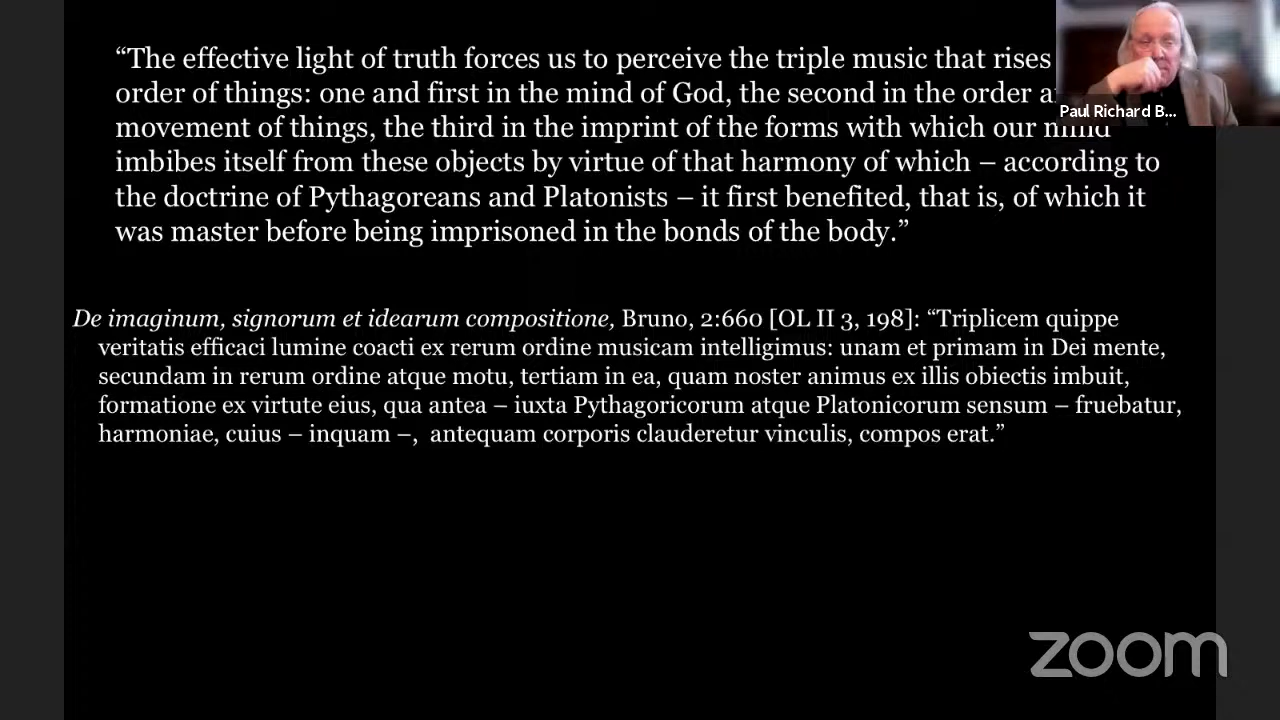 “The effective light of truth forces us to perceive the triple music that rises
order of things: one and first in the mind of God, the second in the order
movement of things, the third in the imprint of the forms with which our mind
imbibes itself from these objects by virtue of that harmony of which – according to
the doctrine of Pythagoreans and Platonists – it first benefited, that is, of which it
was master before being imprisoned in the bonds of the body.”
De imaginum, signorum et idearum compositione, Bruno, 2:660 [OL II 3, 198]: “Triplicem quippe
veritatis efficaci lumine coacti ex rerum ordine musicam intelligimus: unam et primam in Dei mente,
secundam in rerum ordine atque motu, tertiam in ea, quam noster animus ex illis obiectis imbuit,
formatione ex virtute eius, qua antea – iuxta Pythagoricorum atque Platonicorum sensum – fruebatur,
harmoniae, cuius – inquam –, antequam corporis clauderetur vinculis, compos erat.”
Paul Richard B...
zoom